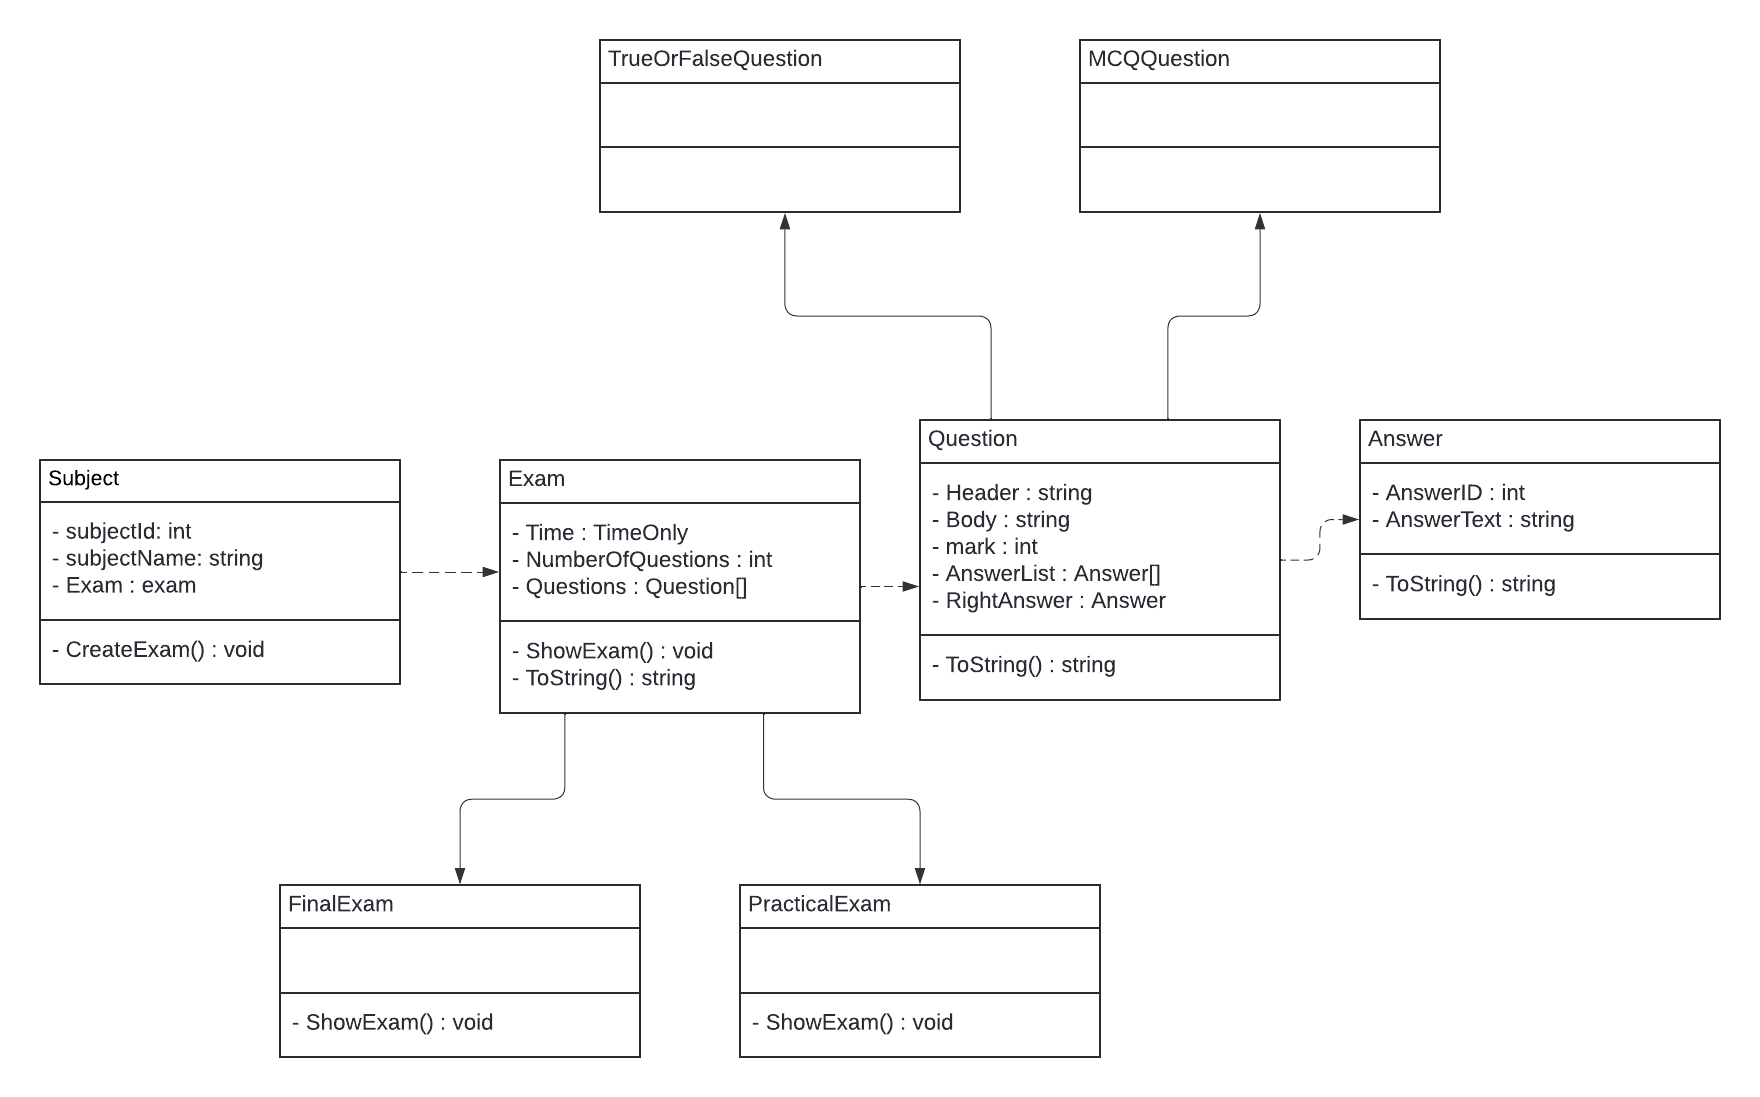 TrueOrFalseQuestion
MCQQuestion
Subject
- subjectId: int
- subjectName: string
- Exam : exam
- CreateExam() : void
Exam
- Time : TimeOnly
- NumberOfQuestions : int
- Questions : Question[]
- ShowExam() : void
- ToString() : string
Question
- Header : string
- Body : string
- mark : int
- AnswerList : Answer[]
- RightAnswer : Answer
- ToString() : string
Answer
- AnswerID : int
- AnswerText : string
- ToString() : string
FinalExam
- ShowExam() : void
PracticalExam
- ShowExam() : void